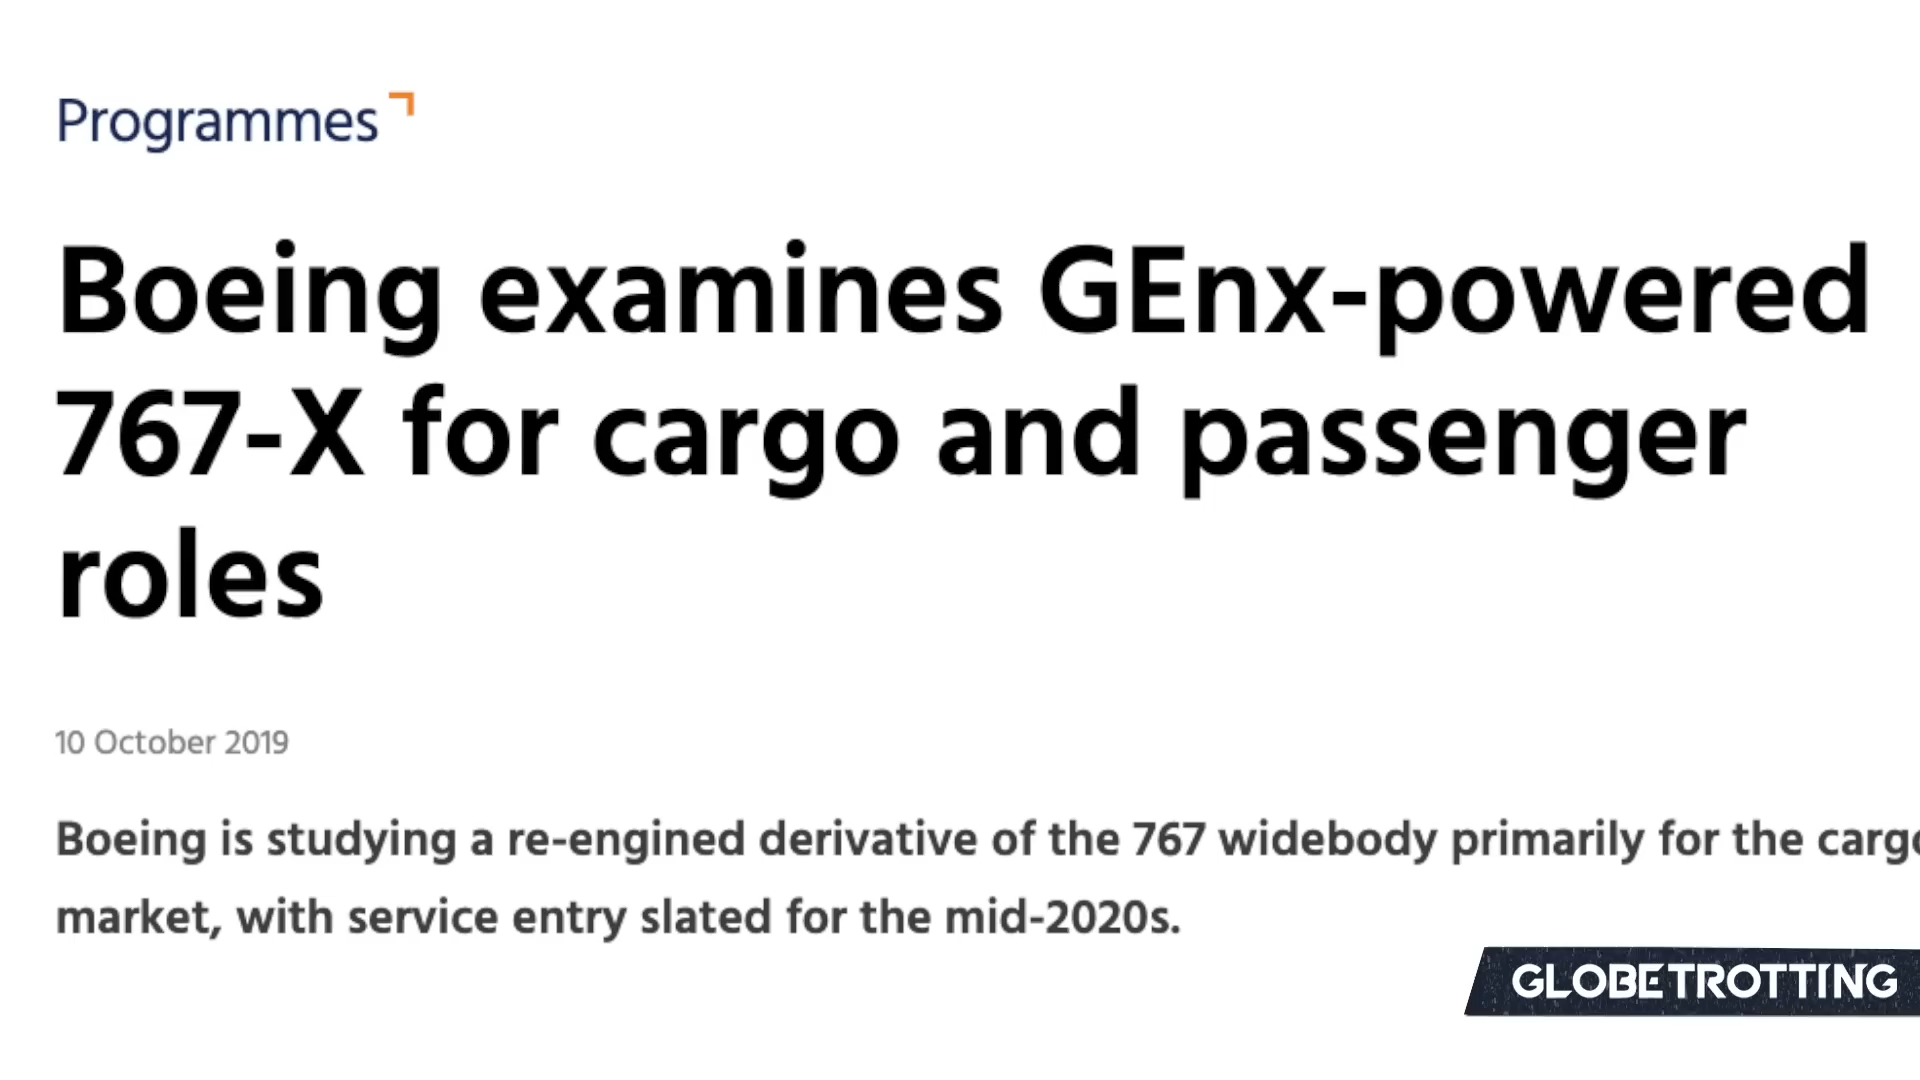 Programmes
Boeing examines GEnx-powered
767-X for cargo and passenger
roles
10 October 2019
Boeing is studying a re-engined derivative of the 767 widebody primarily for the cargo
market, with service entry slated for the mid-2020s.
GLOBETROTTING